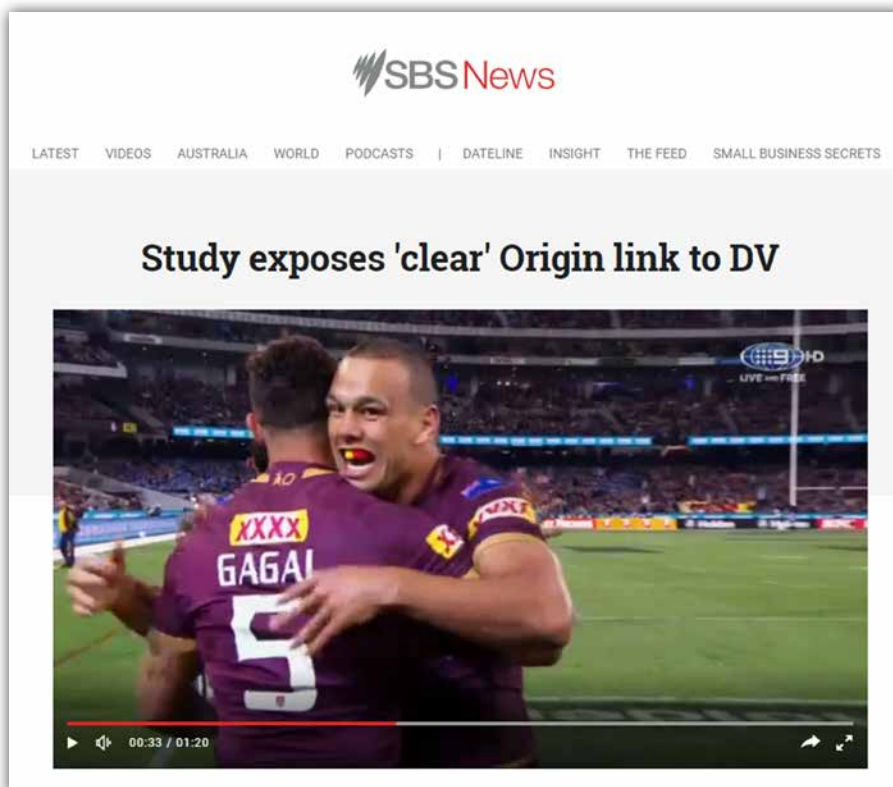 SBS News
LATEST VIDEOS AUSTRALIA WORLD PODCASTS | DATELINE INSIGHT THE FEED SMALL BUSINESS SECRETS
Study exposes 'clear' Origin link to DV
9HD
LIVE AND FREE
XXXX
GAGAI
5
00:33 / 01:20